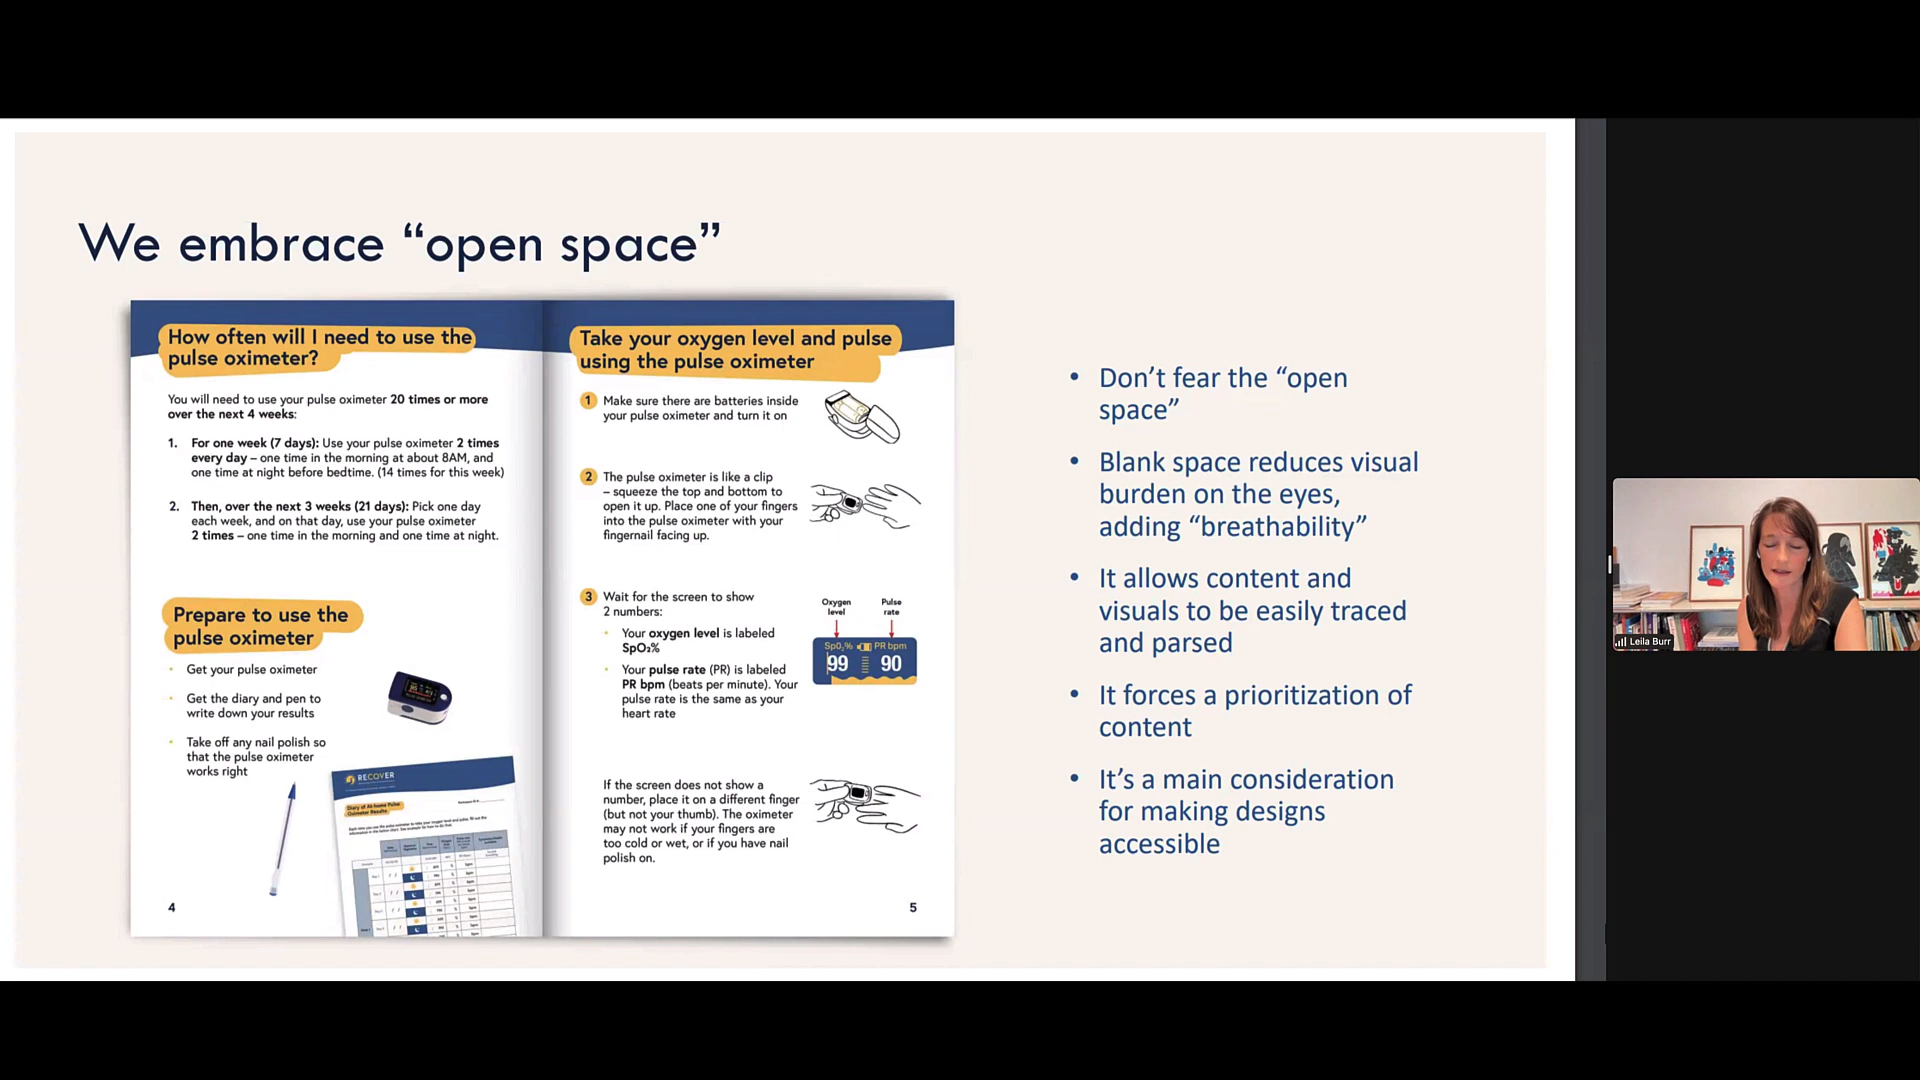 We embrace “open space”
How often will I need to use the
pulse oximeter?
You will need to use your pulse oximeter 20 times or more
over the next 4 weeks:
1. For one week (7 days): Use your pulse oximeter 2 times
every day – one time in the morning at about 8AM, and
one time at night before bedtime. (14 times for this week)
2. Then, over the next 3 weeks (21 days): Pick one day
each week, and on that day, use your pulse oximeter
2 times – one time in the morning and one time at night.
Prepare to use the
pulse oximeter
• Get your pulse oximeter
• Get the diary and pen to
write down your results
• Take off any nail polish so
that the pulse oximeter
works right
RECOVER
Diary of At-home Pulse
Oximeter Results
4
Take your oxygen level and pulse
using the pulse oximeter
1 Make sure there are batteries inside
your pulse oximeter and turn it on
2 The pulse oximeter is like a clip
– squeeze the top and bottom to
open it up. Place one of your fingers
into the pulse oximeter with your
fingernail facing up.
3 Wait for the screen to show
2 numbers:
• Your oxygen level is labeled
SpO₂%
• Your pulse rate (PR) is labeled
PR bpm (beats per minute). Your
pulse rate is the same as your
heart rate
Oxygen level
Pulse rate
SpO₂% PR bpm
99 90
If the screen does not show a
number, place it on a different finger
(but not your thumb). The oximeter
may not work if your fingers are
too cold or wet, or if you have nail
polish on.
5
• Don’t fear the “open
space”
• Blank space reduces visual
burden on the eyes,
adding “breathability”
• It allows content and
visuals to be easily traced
and parsed
• It forces a prioritization of
content
• It’s a main consideration
for making designs
accessible
Leila Burr